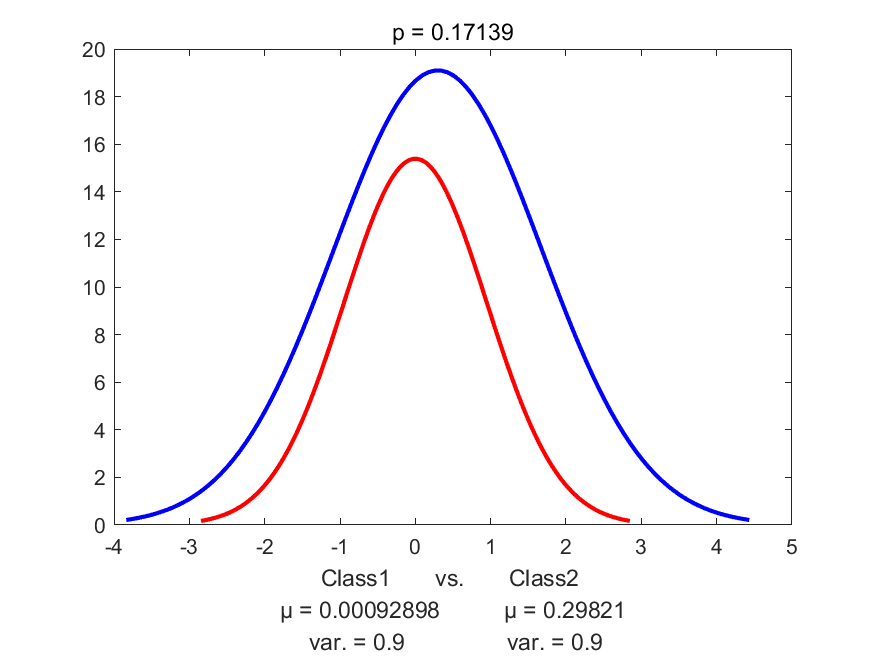 p = 0.17139
20
18
16
14
12
10
8
6
4
2
0
-4 -3 -2 -1 0 1 2 3 4 5
Class1 vs. Class2
μ = 0.00092898 μ = 0.29821
var. = 0.9 var. = 0.9